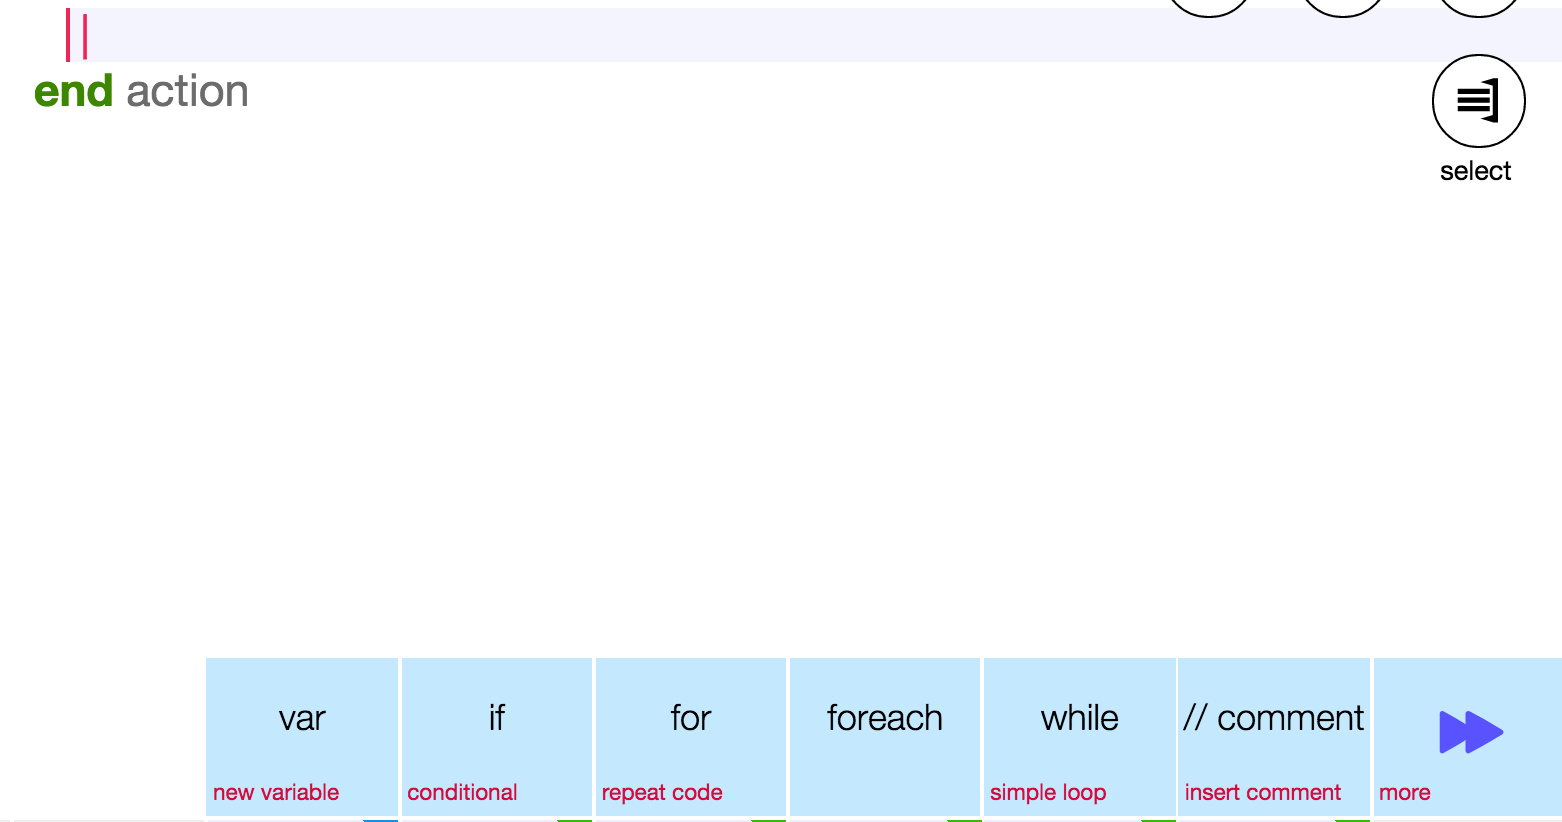 end action
select
var
new variable
if
conditional
for
repeat code
foreach
while
simple loop
// comment
insert comment
more